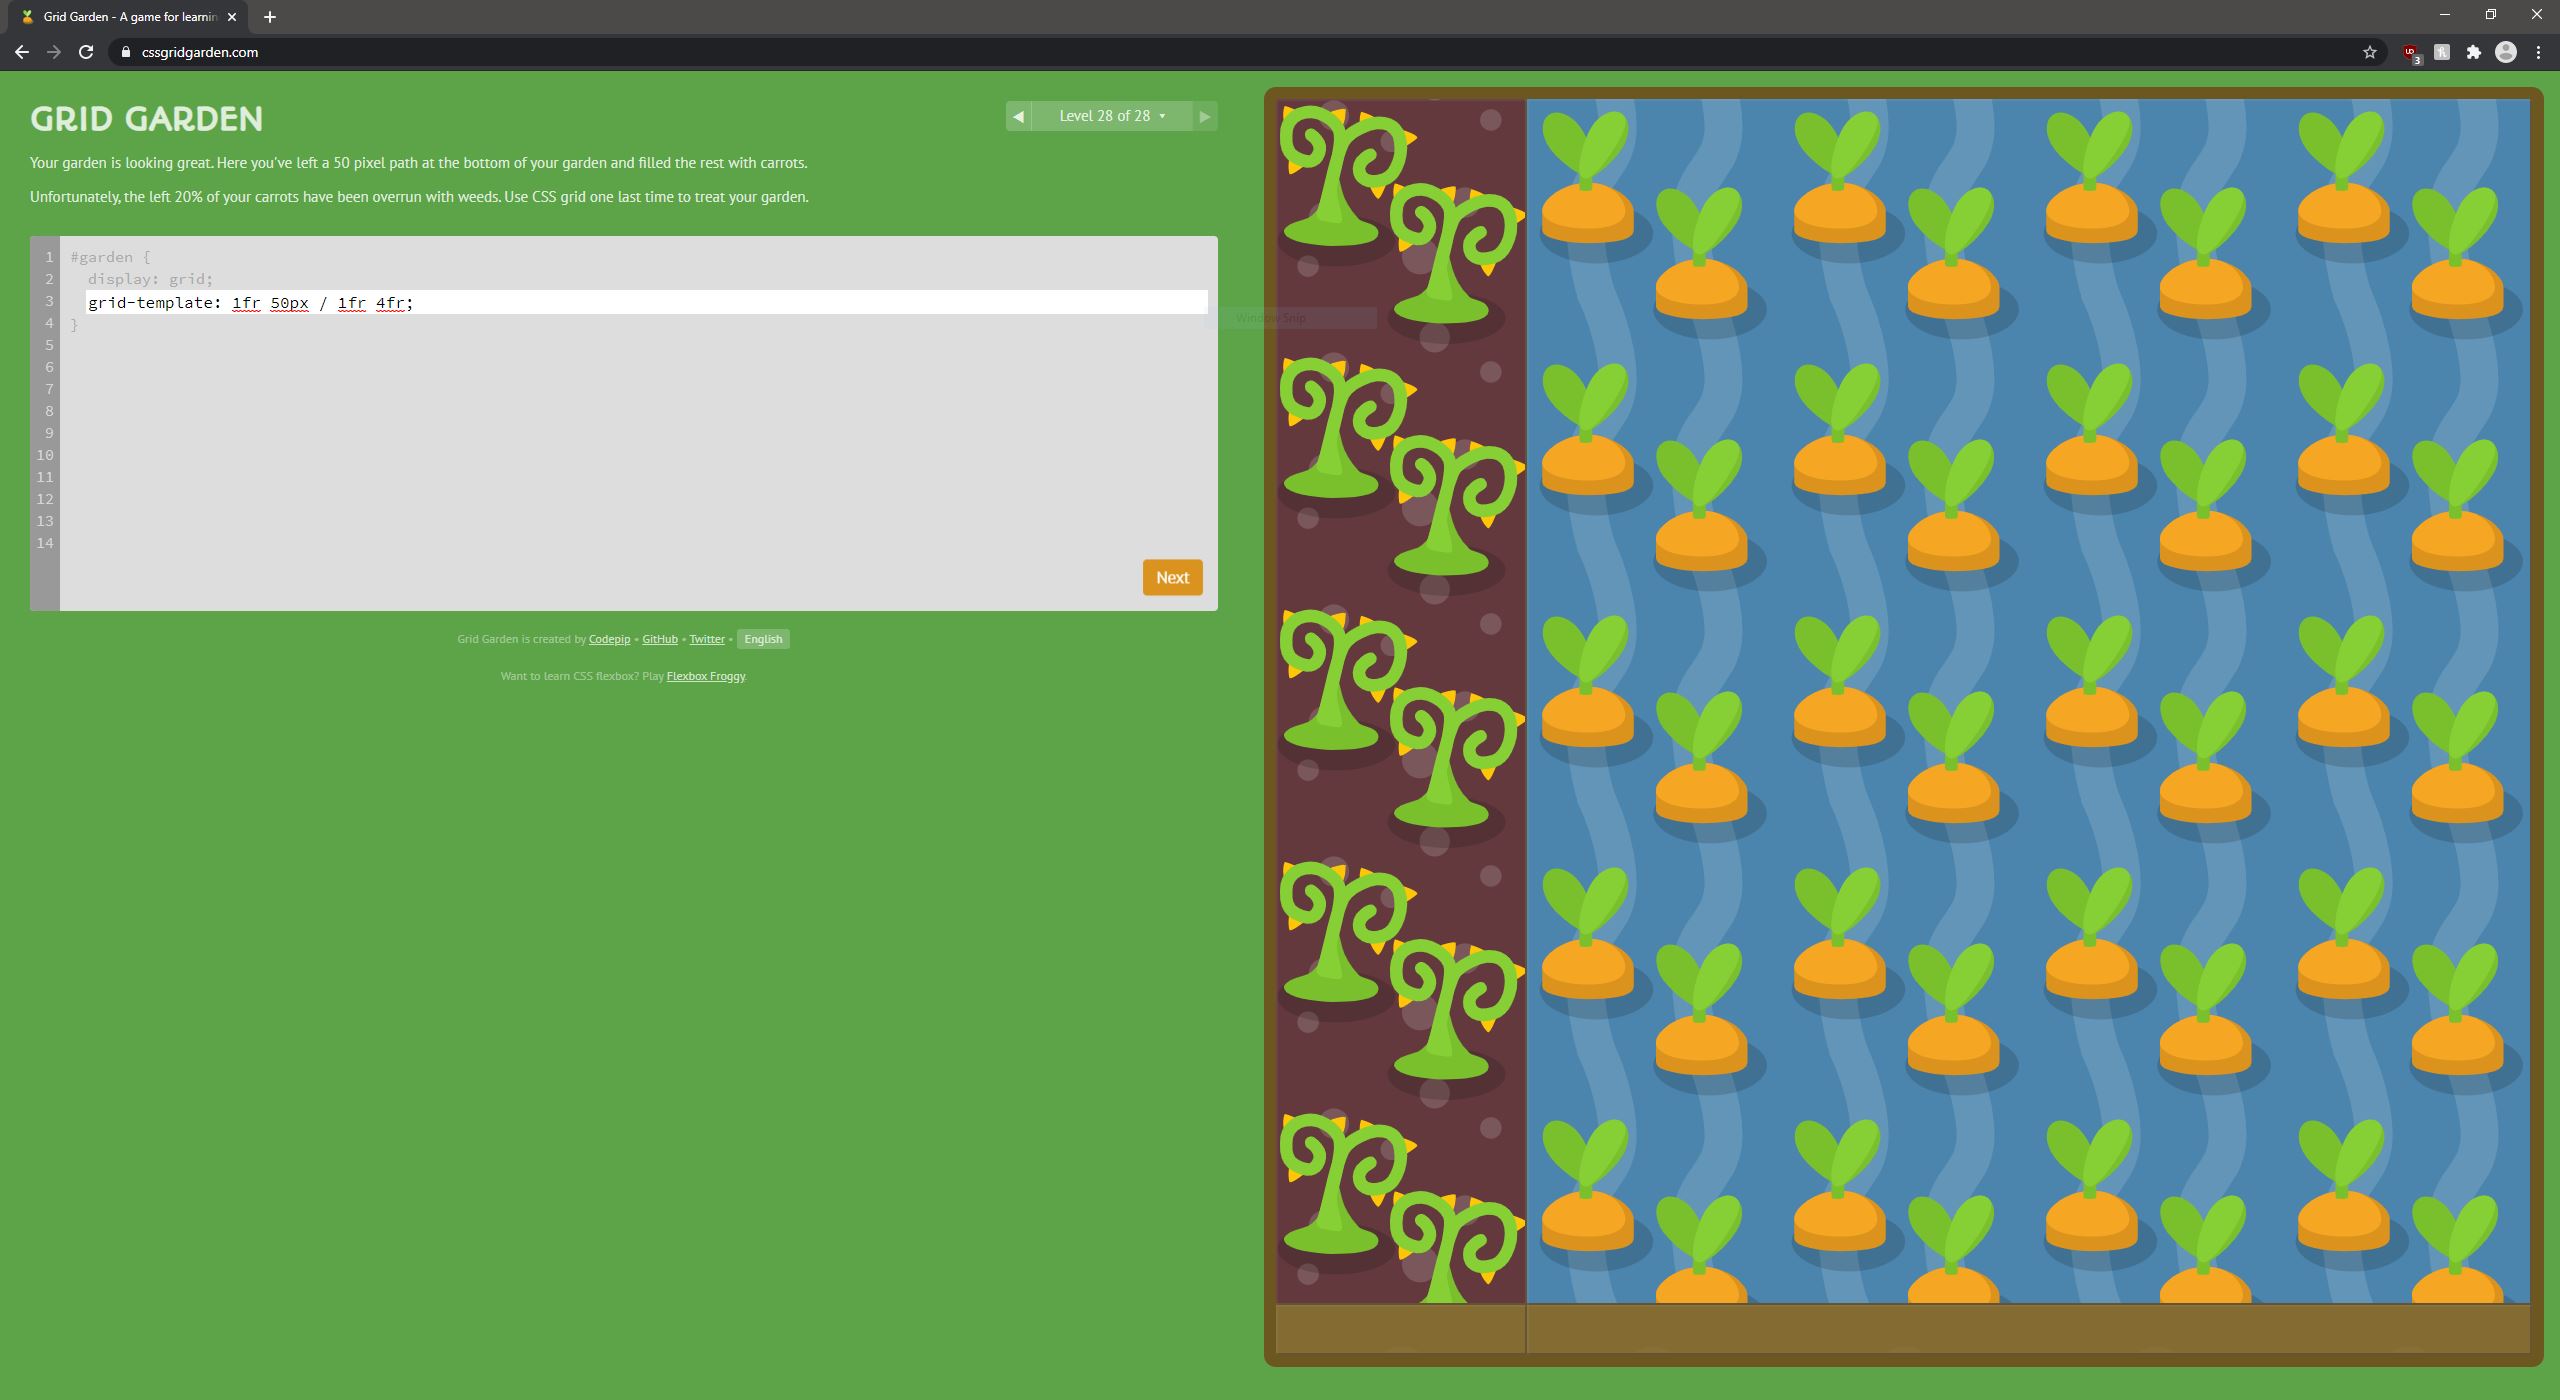 Grid Garden - A game for learnin
cssgridgarden.com
3
GRID GARDEN
◀ Level 28 of 28 ▾ ▶
Your garden is looking great. Here you've left a 50 pixel path at the bottom of your garden and filled the rest with carrots.
Unfortunately, the left 20% of your carrots have been overrun with weeds. Use CSS grid one last time to treat your garden.
1 #garden {
2 display: grid;
3 grid-template: 1fr 50px / 1fr 4fr;
4 }
5
6
7
8
9
10
11
12
13
14
Window Snip
Next
Grid Garden is created by Codepip • GitHub • Twitter • English
Want to learn CSS flexbox? Play Flexbox Froggy.